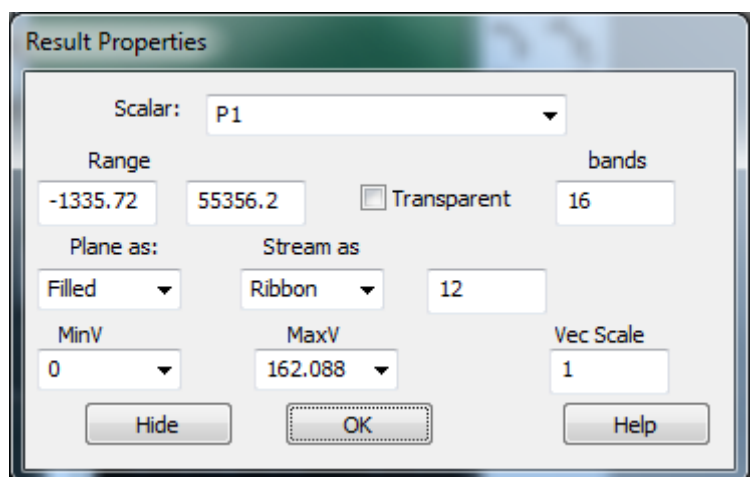 Result Properties
Scalar: P1
Range bands
-1335.72 55356.2 Transparent 16
Plane as: Stream as
Filled Ribbon 12
MinV MaxV Vec Scale
0 162.088 1
Hide OK Help